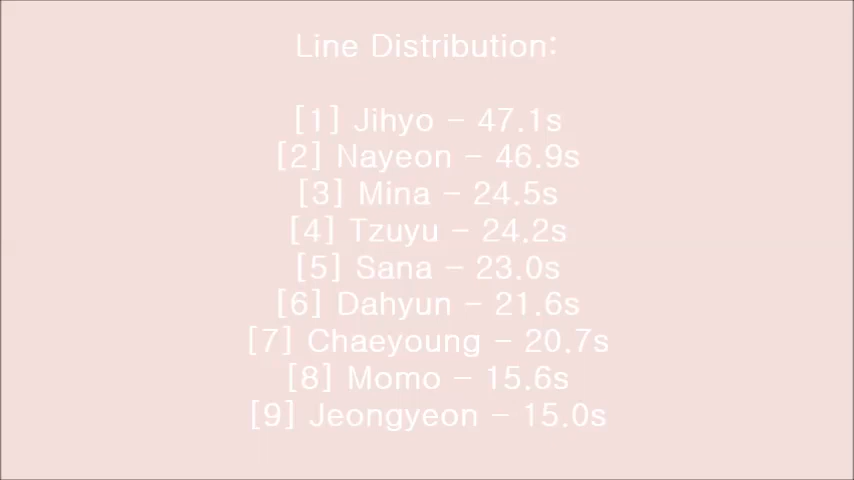 Line Distribution:
[1] Jihyo - 47.1s
[2] Nayeon - 46.9s
[3] Mina - 24.5s
[4] Tzuyu - 24.2s
[5] Sana - 23.0s
[6] Dahyun - 21.6s
[7] Chaeyoung - 20.7s
[8] Momo - 15.6s
[9] Jeongyeon - 15.0s